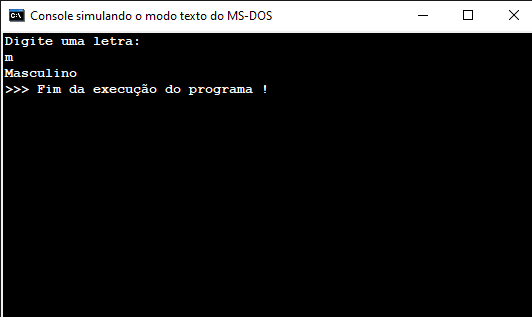 Console simulando o modo texto do MS-DOS
Digite uma letra:
m
Masculino
>>> Fim da execução do programa !